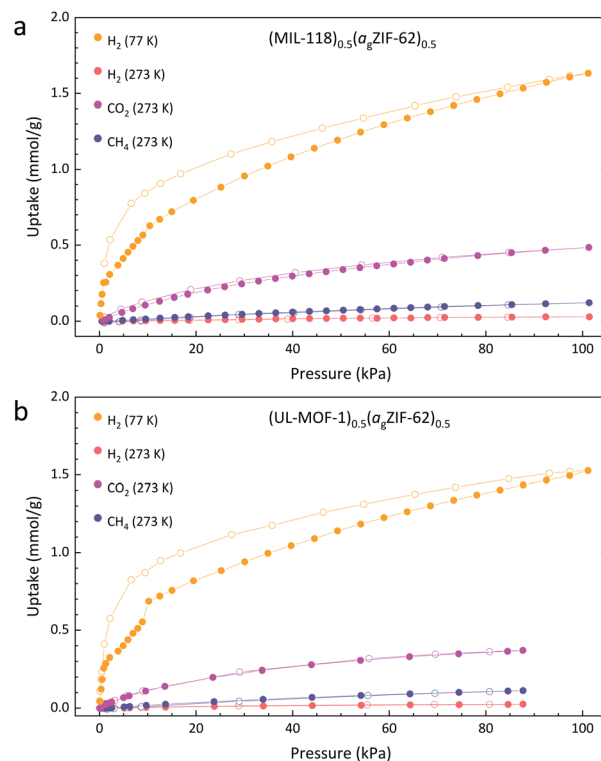 a
(MIL-118)0.5(agZIF-62)0.5
H2 (77 K)
H2 (273 K)
CO2 (273 K)
CH4 (273 K)
Uptake (mmol/g)
2.0
1.5
1.0
0.5
0.0
0 20 40 60 80 100
Pressure (kPa)
b
(UL-MOF-1)0.5(agZIF-62)0.5
H2 (77 K)
H2 (273 K)
CO2 (273 K)
CH4 (273 K)
Uptake (mmol/g)
2.0
1.5
1.0
0.5
0.0
0 20 40 60 80 100
Pressure (kPa)